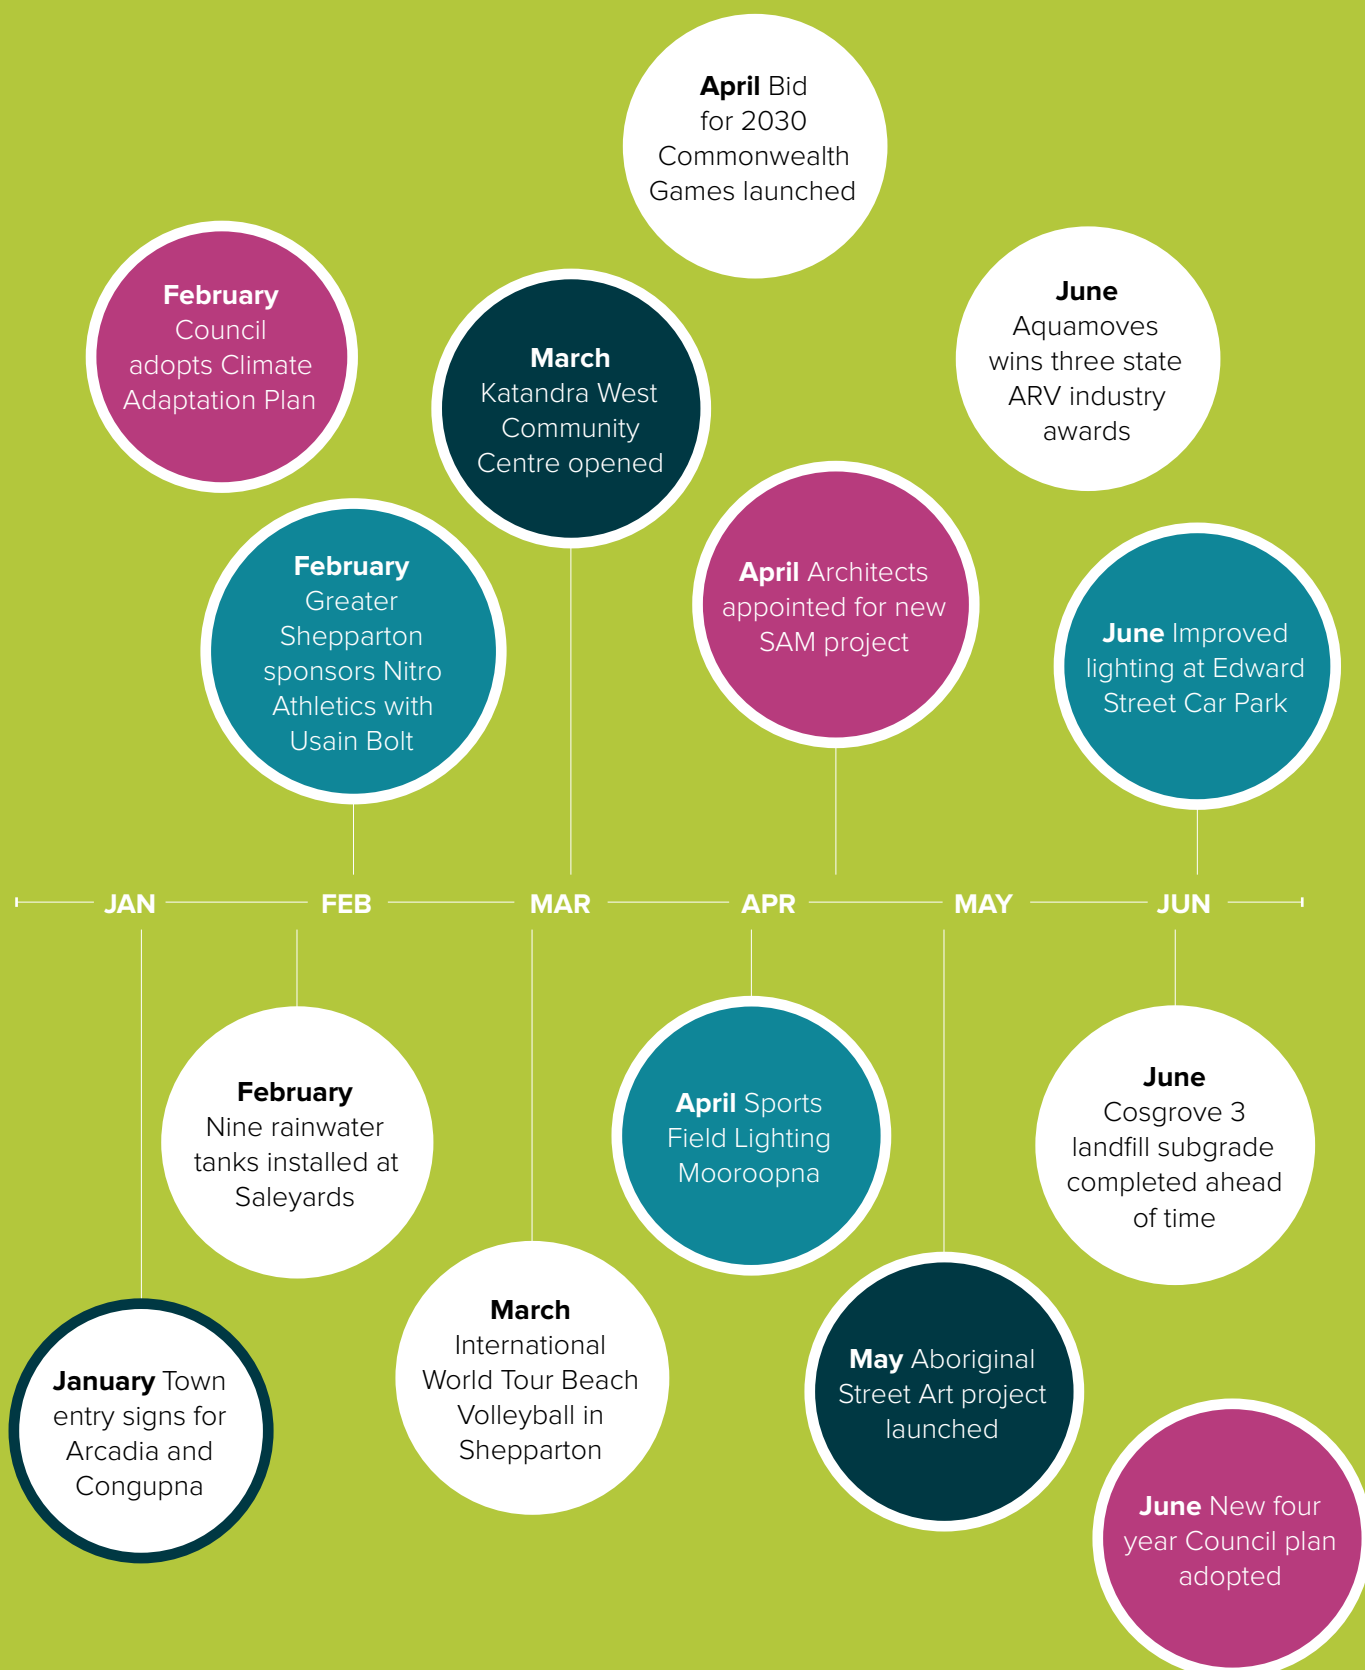 April Bid
for 2030
Commonwealth
Games launched
February
Council
adopts Climate
Adaptation Plan
June
Aquamoves
wins three state
ARV industry
awards
March
Katandra West
Community
Centre opened
February
Greater
Shepparton
sponsors Nitro
Athletics with
Usain Bolt
April Architects
appointed for new
SAM project
June Improved
lighting at Edward
Street Car Park
JAN FEB MAR APR MAY JUN
February
Nine rainwater
tanks installed at
Saleyards
April Sports
Field Lighting
Mooroopna
June
Cosgrove 3
landfill subgrade
completed ahead
of time
January Town
entry signs for
Arcadia and
Congupna
March
International
World Tour Beach
Volleyball in
Shepparton
May Aboriginal
Street Art project
launched
June New four
year Council plan
adopted